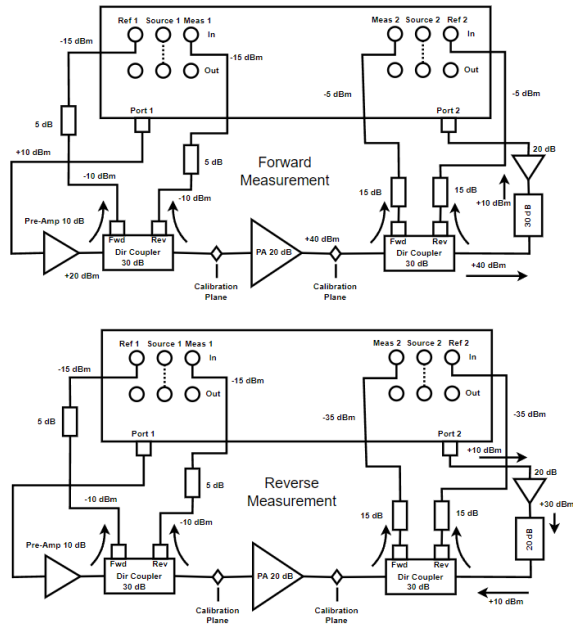 Ref 1 Source 1 Meas 1
In
Out
Port 1
-15 dBm
-15 dBm
Meas 2 Source 2 Ref 2
In
Out
Port 2
-5 dBm
-5 dBm
5 dB
5 dB
+10 dBm
-10 dBm
-10 dBm
Forward
Measurement
15 dB
15 dB
+10 dBm
20 dB
30 dB
Pre-Amp 10 dB
+20 dBm
Fwd Rev
Dir Coupler
30 dB
Calibration
Plane
PA 20 dB
+40 dBm
Calibration
Plane
Fwd Rev
Dir Coupler
30 dB
+40 dBm
Ref 1 Source 1 Meas 1
In
Out
Port 1
-15 dBm
-15 dBm
Meas 2 Source 2 Ref 2
In
Out
Port 2
-35 dBm
-35 dBm
+10 dBm
5 dB
5 dB
-10 dBm
-10 dBm
Reverse
Measurement
15 dB
15 dB
20 dB
+30 dBm
20 dB
Pre-Amp 10 dB
Fwd Rev
Dir Coupler
30 dB
Calibration
Plane
PA 20 dB
Calibration
Plane
Fwd Rev
Dir Coupler
30 dB
+10 dBm